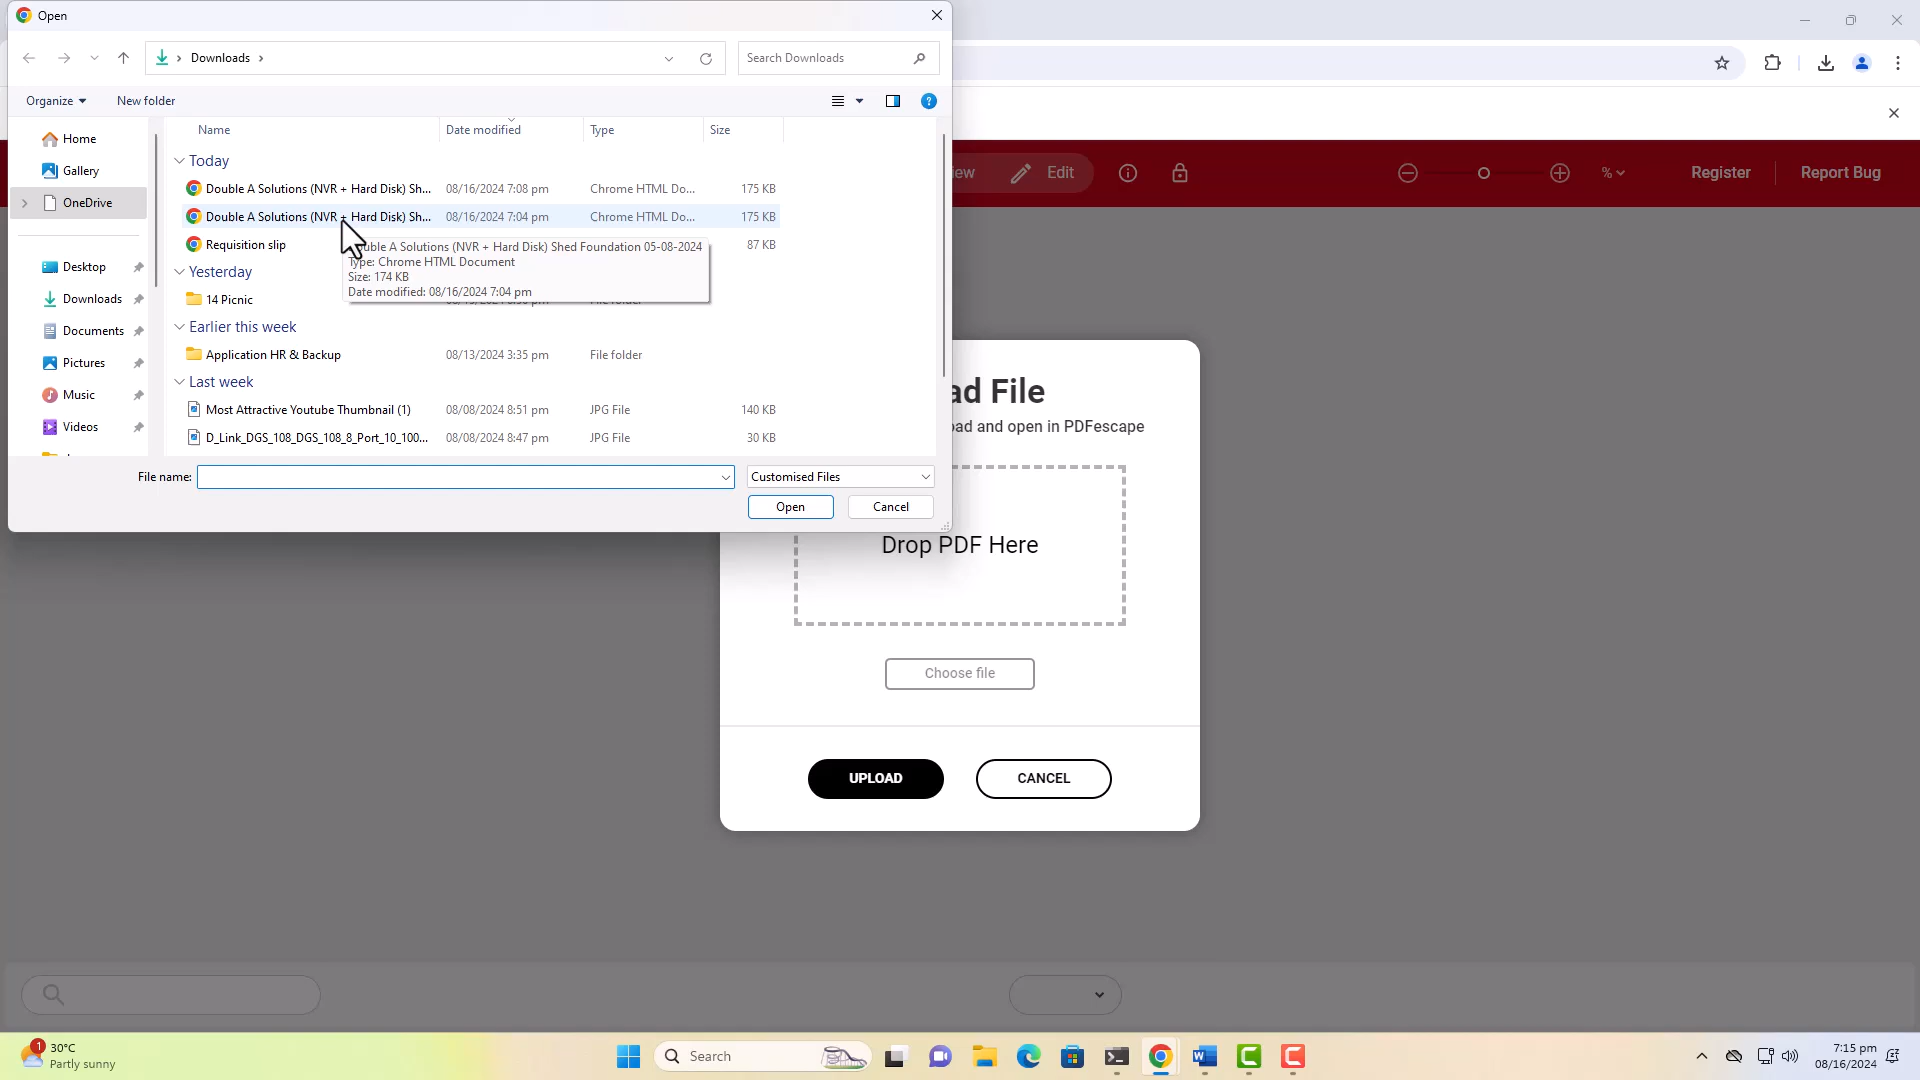 Open
Downloads
Search Downloads
Organize
New folder
Name
Date modified
Type
Size
Home
Gallery
OneDrive
Desktop
Downloads
Documents
Pictures
Music
Videos
Today
Double A Solutions (NVR + Hard Disk) Sh... 08/16/2024 7:08 pm Chrome HTML Do... 175 KB
Double A Solutions (NVR + Hard Disk) Sh... 08/16/2024 7:04 pm Chrome HTML Do... 175 KB
Requisition slip 87 KB
uble A Solutions (NVR + Hard Disk) Shed Foundation 05-08-2024
Type: Chrome HTML Document
Size: 174 KB
Date modified: 08/16/2024 7:04 pm
Yesterday
14 Picnic
Earlier this week
Application HR & Backup 08/13/2024 3:35 pm File folder
Last week
Most Attractive Youtube Thumbnail (1) 08/08/2024 8:51 pm JPG File 140 KB
D_Link_DGS_108_DGS_108_8_Port_10_100... 08/08/2024 8:47 pm JPG File 30 KB
File name:
Customised Files
Open
Cancel
ew
Edit
%
Register
Report Bug
ad File
ad and open in PDFescape
Drop PDF Here
Choose file
UPLOAD
CANCEL
1
30°C
Partly sunny
Search
7:15 pm
08/16/2024